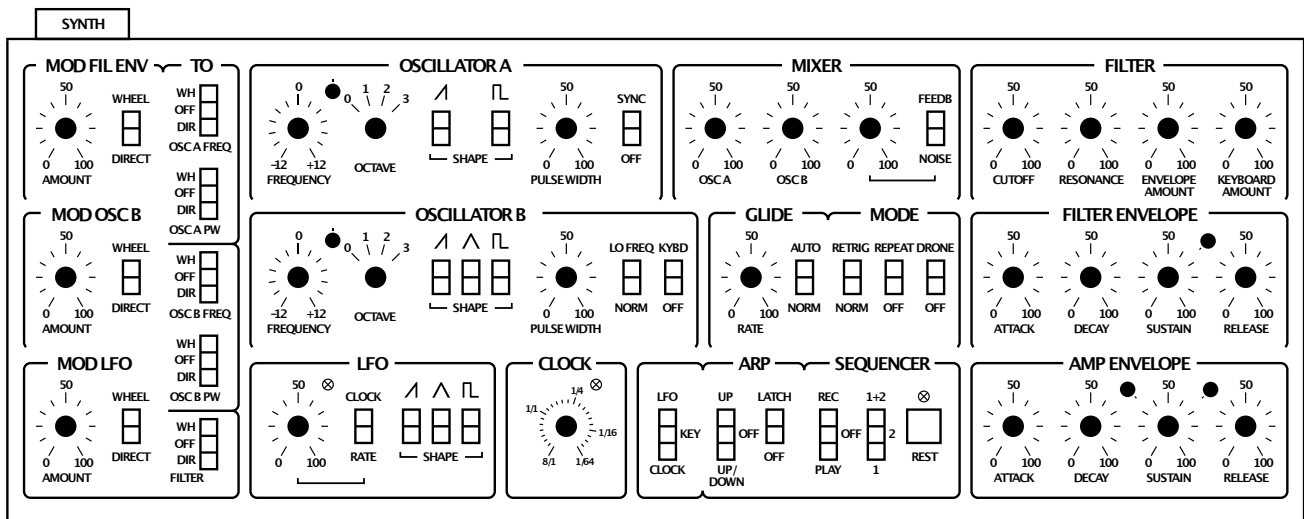 SYNTH
MOD FIL ENV
TO
OSCILLATOR A
MIXER
FILTER
50
WHEEL
0 100
AMOUNT
DIRECT
WH
OFF
DIR
OSC A FREQ
WH
OFF
DIR
OSC A PW
0
-12 +12
FREQUENCY
0 1 2 3
OCTAVE
SHAPE
50
0 100
PULSE WIDTH
SYNC
OFF
50
0 100
OSC A
50
0 100
OSC B
50
0 100
FEEDB
NOISE
50
0 100
CUTOFF
50
0 100
RESONANCE
50
0 100
ENVELOPE
AMOUNT
50
0 100
KEYBOARD
AMOUNT
MOD OSC B
OSCILLATOR B
GLIDE
MODE
FILTER ENVELOPE
50
WHEEL
0 100
AMOUNT
DIRECT
WH
OFF
DIR
OSC B FREQ
WH
OFF
DIR
OSC B PW
0
-12 +12
FREQUENCY
0 1 2 3
OCTAVE
SHAPE
50
0 100
PULSE WIDTH
LO FREQ
NORM
KYBD
OFF
50
0 100
RATE
AUTO
NORM
RETRIG
NORM
REPEAT
OFF
DRONE
OFF
50
0 100
ATTACK
50
0 100
DECAY
50
0 100
SUSTAIN
50
0 100
RELEASE
MOD LFO
LFO
CLOCK
ARP
SEQUENCER
AMP ENVELOPE
50
WHEEL
0 100
AMOUNT
DIRECT
WH
OFF
DIR
FILTER
50
0 100
CLOCK
RATE
SHAPE
1/4
1/1
1/16
8/1
1/64
LFO
KEY
CLOCK
UP
OFF
UP/
DOWN
LATCH
OFF
REC
OFF
PLAY
1+2
2
1
REST
50
0 100
ATTACK
50
0 100
DECAY
50
0 100
SUSTAIN
50
0 100
RELEASE